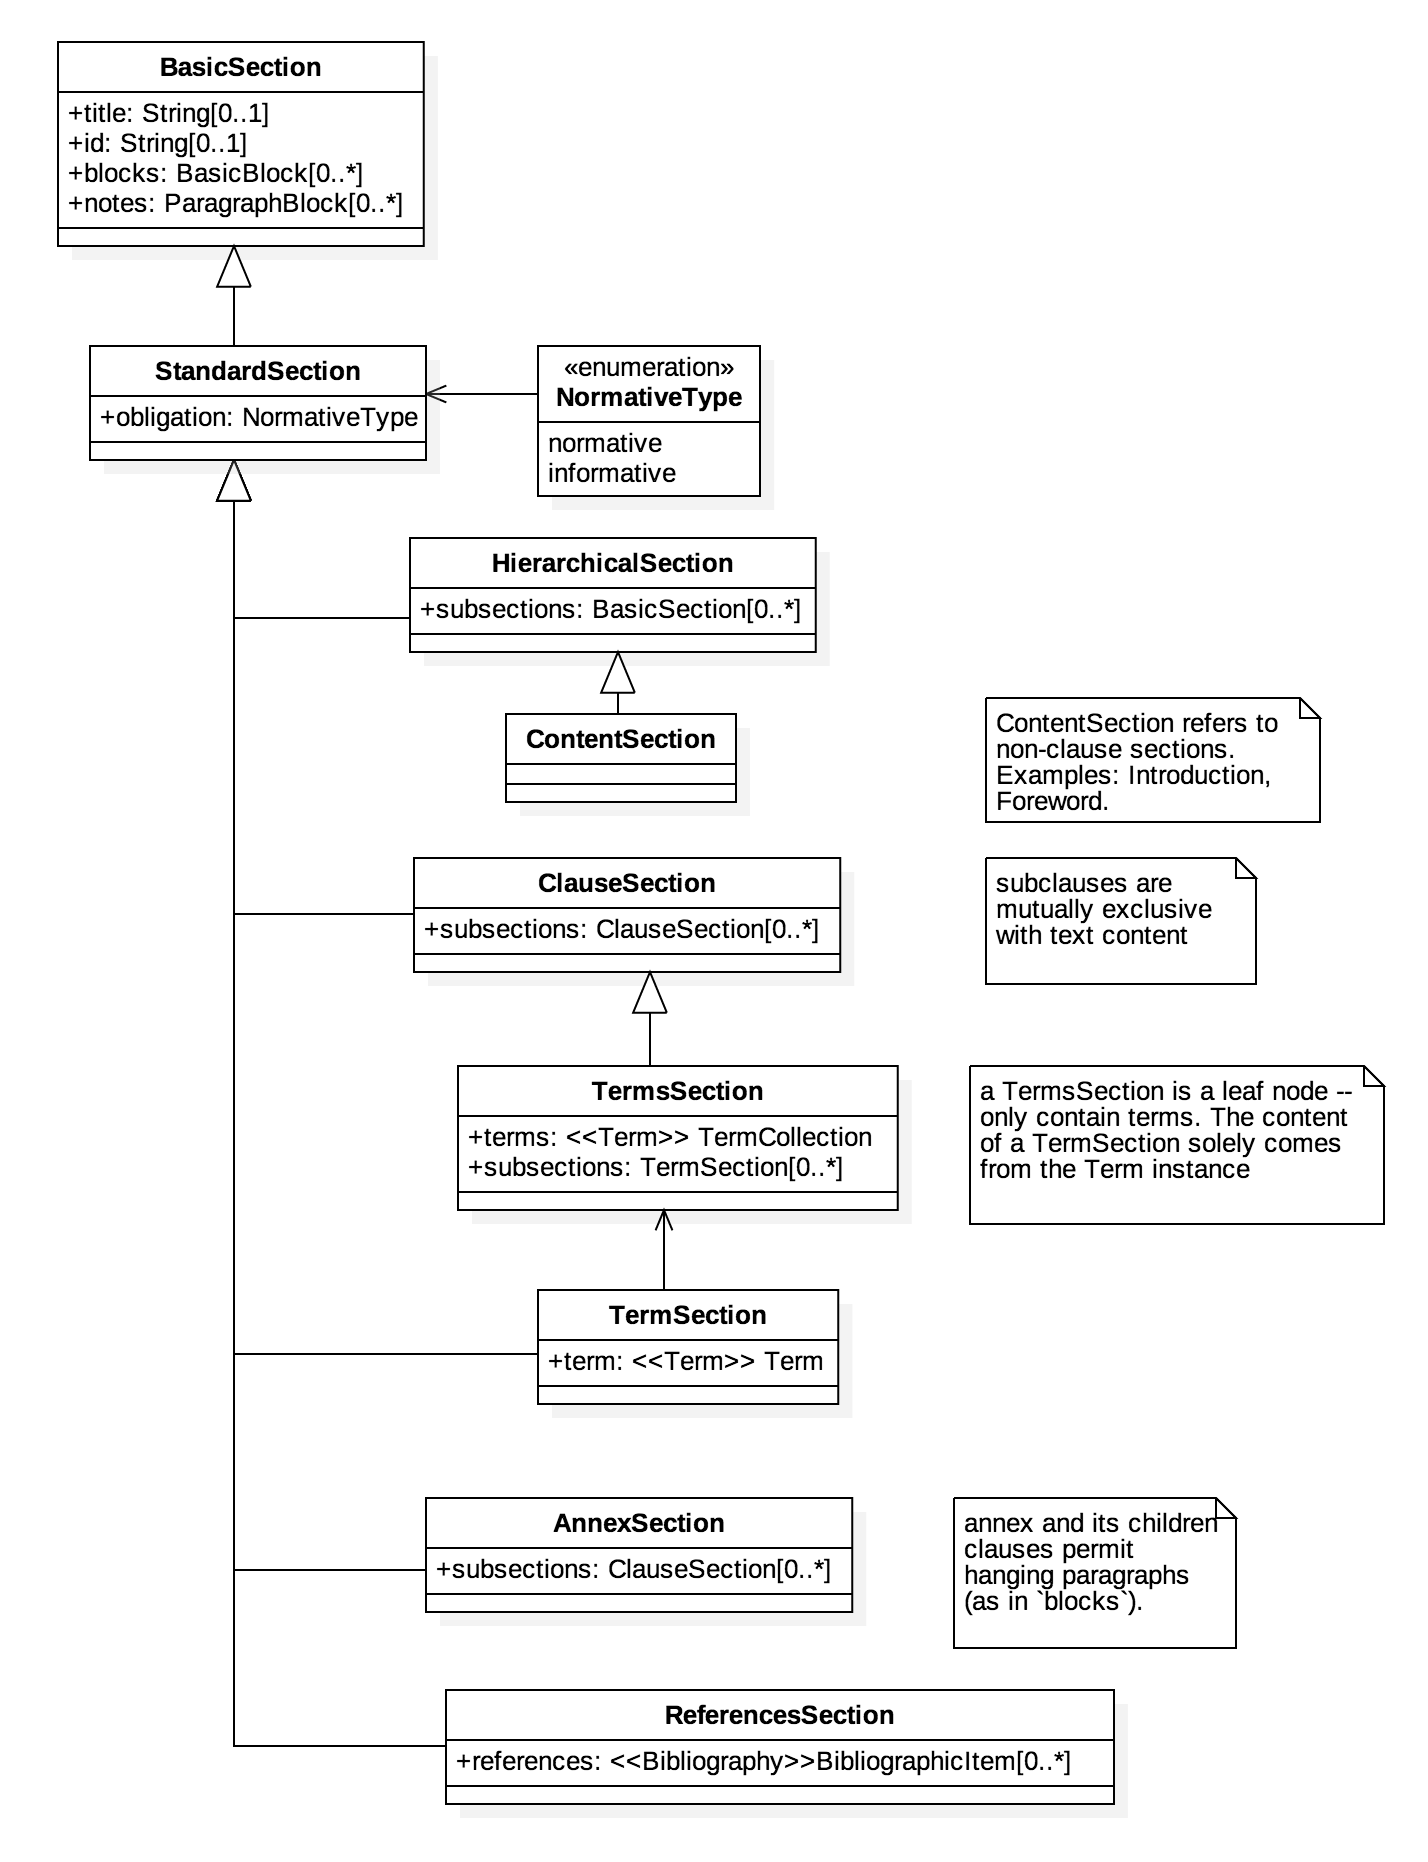 BasicSection
+title: String[0..1]
+id: String[0..1]
+blocks: BasicBlock[0..*]
+notes: ParagraphBlock[0..*]
StandardSection
+obligation: NormativeType
«enumeration»
NormativeType
normative
informative
HierarchicalSection
+subsections: BasicSection[0..*]
ContentSection
ContentSection refers to
non-clause sections.
Examples: Introduction,
Foreword.
ClauseSection
+subsections: ClauseSection[0..*]
subclauses are
mutually exclusive
with text content
TermsSection
+terms: <<Term>> TermCollection
+subsections: TermSection[0..*]
a TermsSection is a leaf node --
only contain terms. The content
of a TermSection solely comes
from the Term instance
TermSection
+term: <<Term>> Term
AnnexSection
+subsections: ClauseSection[0..*]
annex and its children
clauses permit
hanging paragraphs
(as in `blocks`).
ReferencesSection
+references: <<Bibliography>>BibliographicItem[0..*]